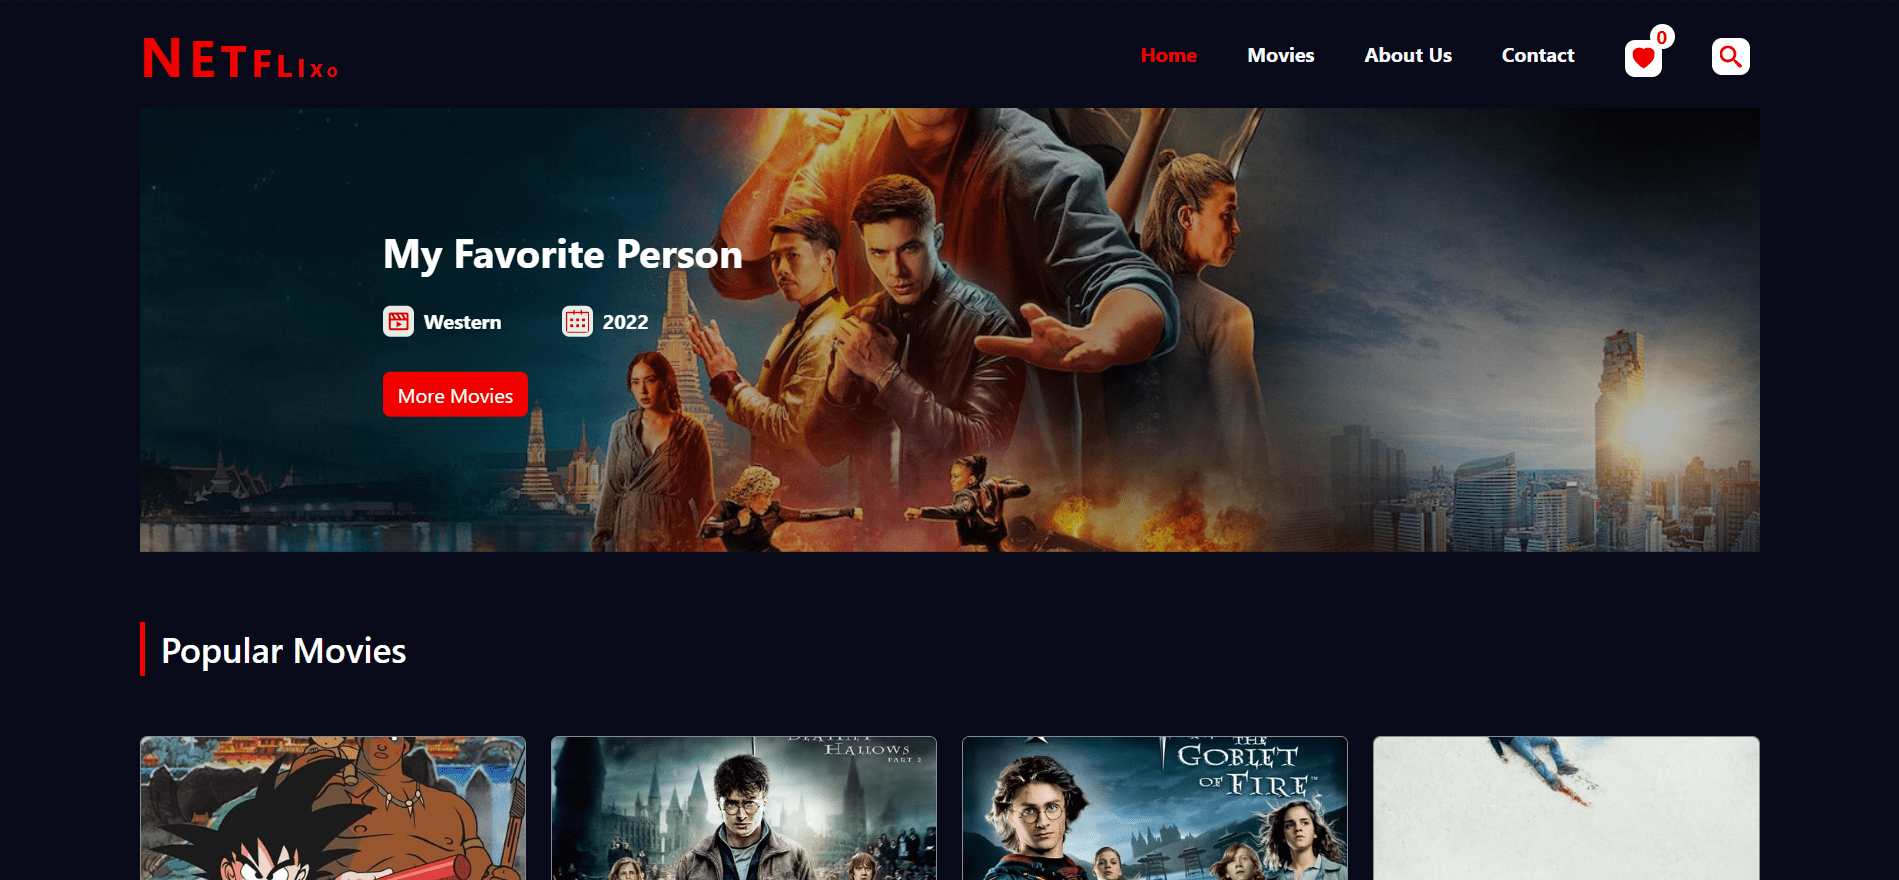 NETFLIXO
Home Movies About Us Contact 0
My Favorite Person
Western 2022
More Movies
Popular Movies
HALLOWS
PART 2
THE
GOBLET
OF FIRE™